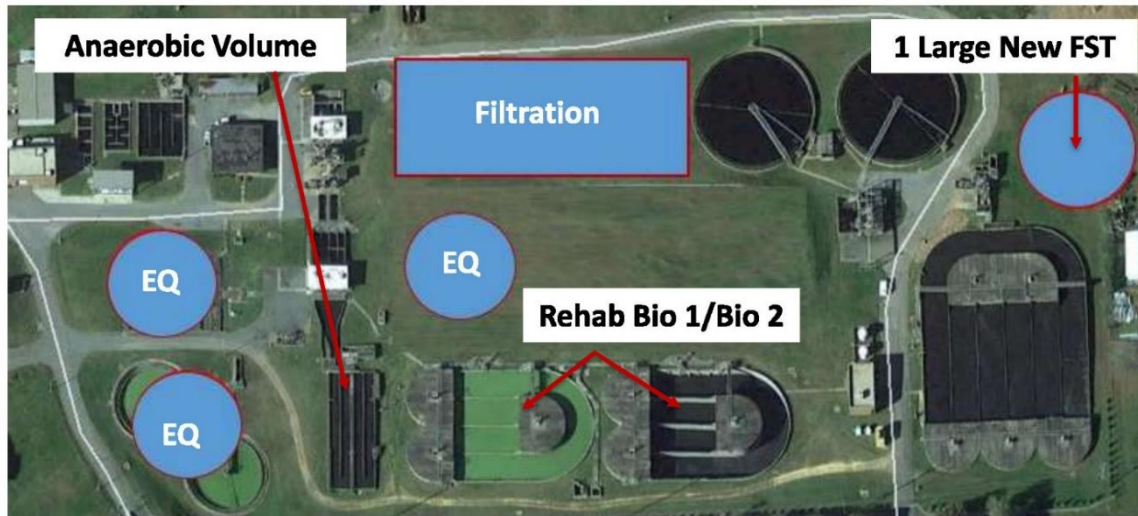 Anaerobic Volume
1 Large New FST
Filtration
EQ
EQ
Rehab Bio 1/Bio 2
EQ